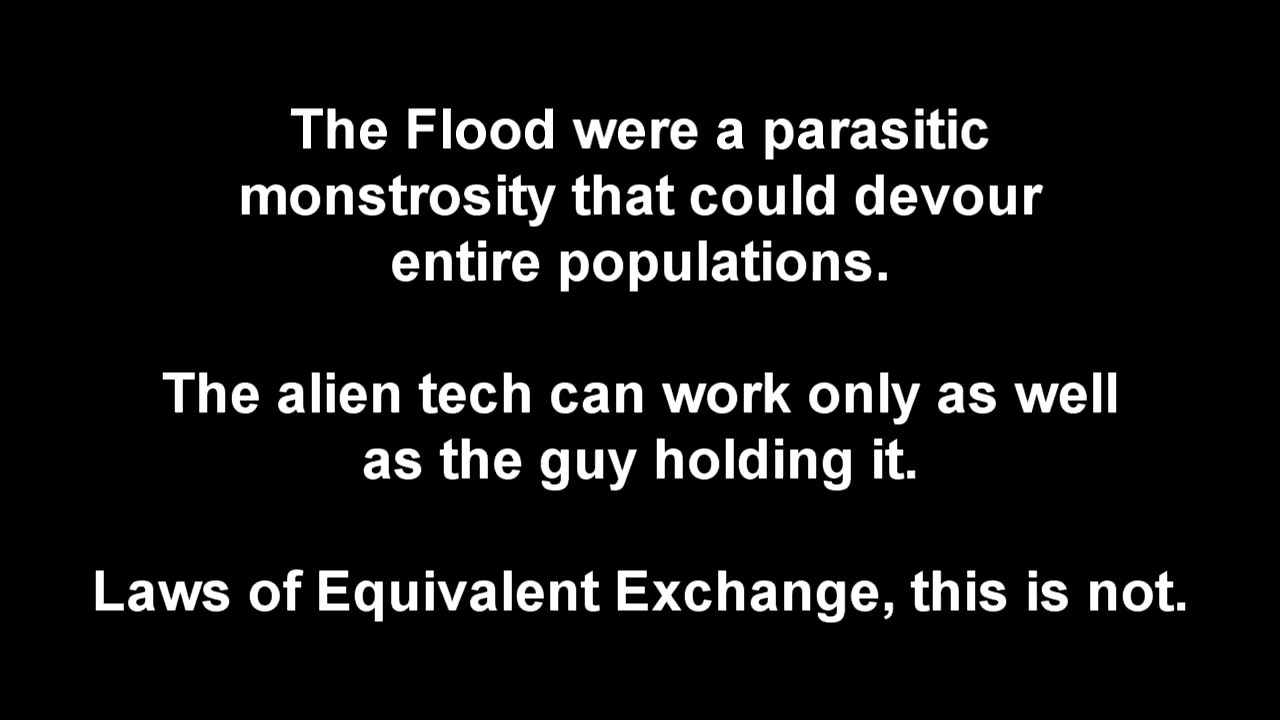 The Flood were a parasitic
monstrosity that could devour
entire populations.
The alien tech can work only as well
as the guy holding it.
Laws of Equivalent Exchange, this is not.